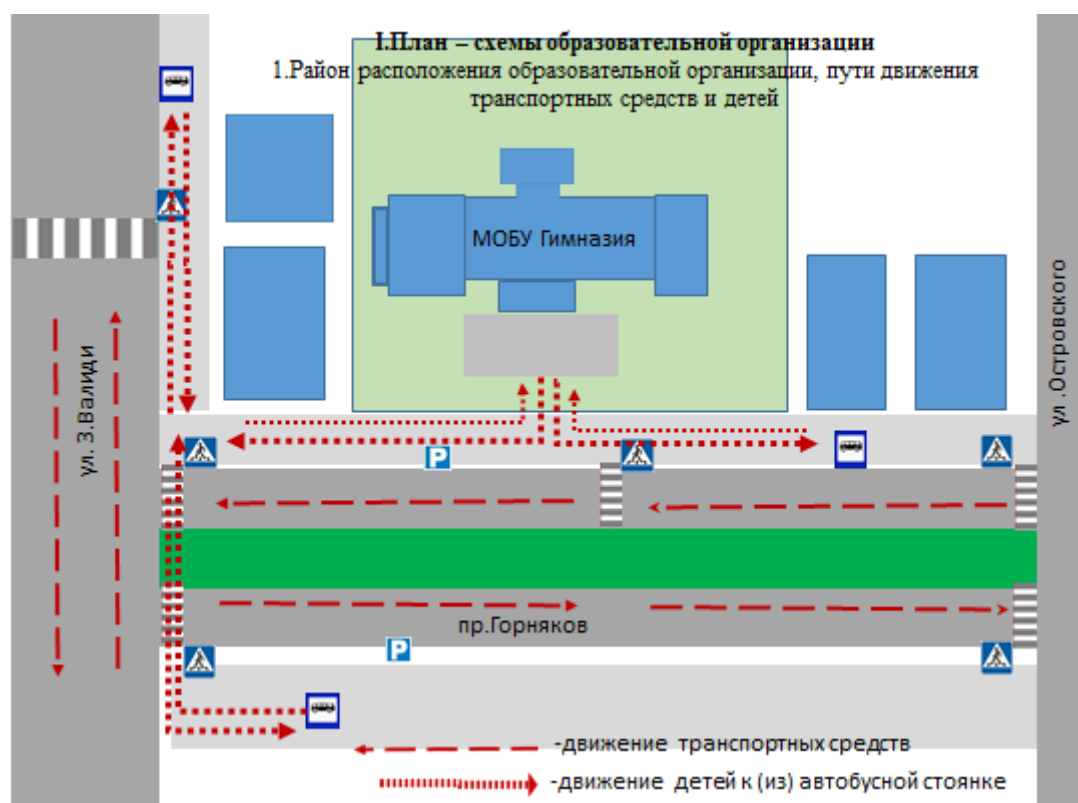 I.План – схемы образовательной организации
1.Район расположения образовательной организации, пути движения
транспортных средств и детей
МОБУ Гимназия
ул. З.Валиди
ул .Островского
P
пр.Горняков
P
-движение транспортных средств
-движение детей к (из) автобусной стоянке